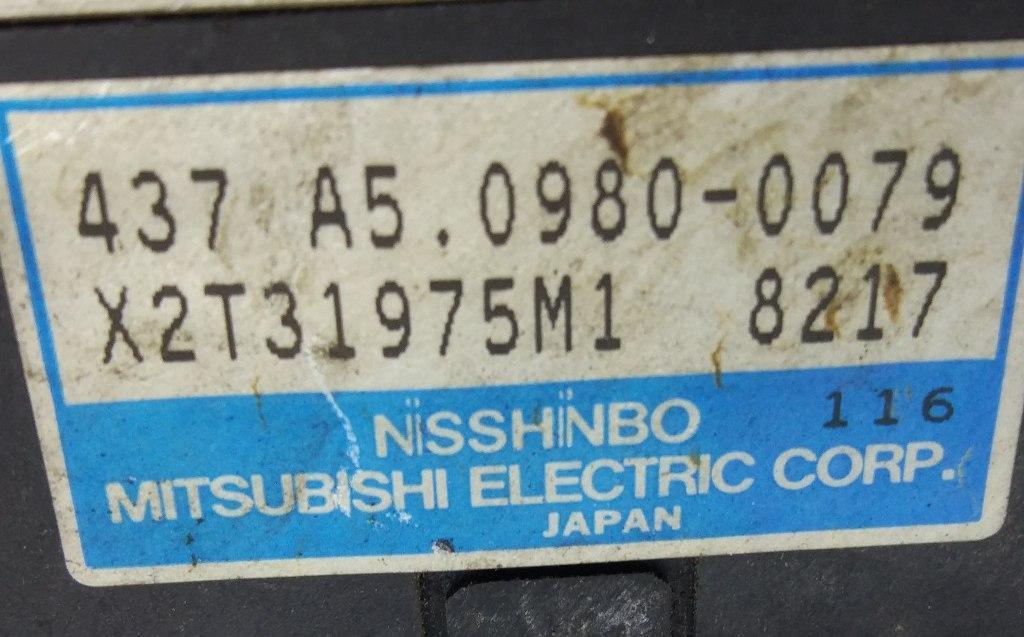 437 A5.0980-0079
X2T31975M1 8217
NISSHINBO 116
MITSUBISHI ELECTRIC CORP.
JAPAN